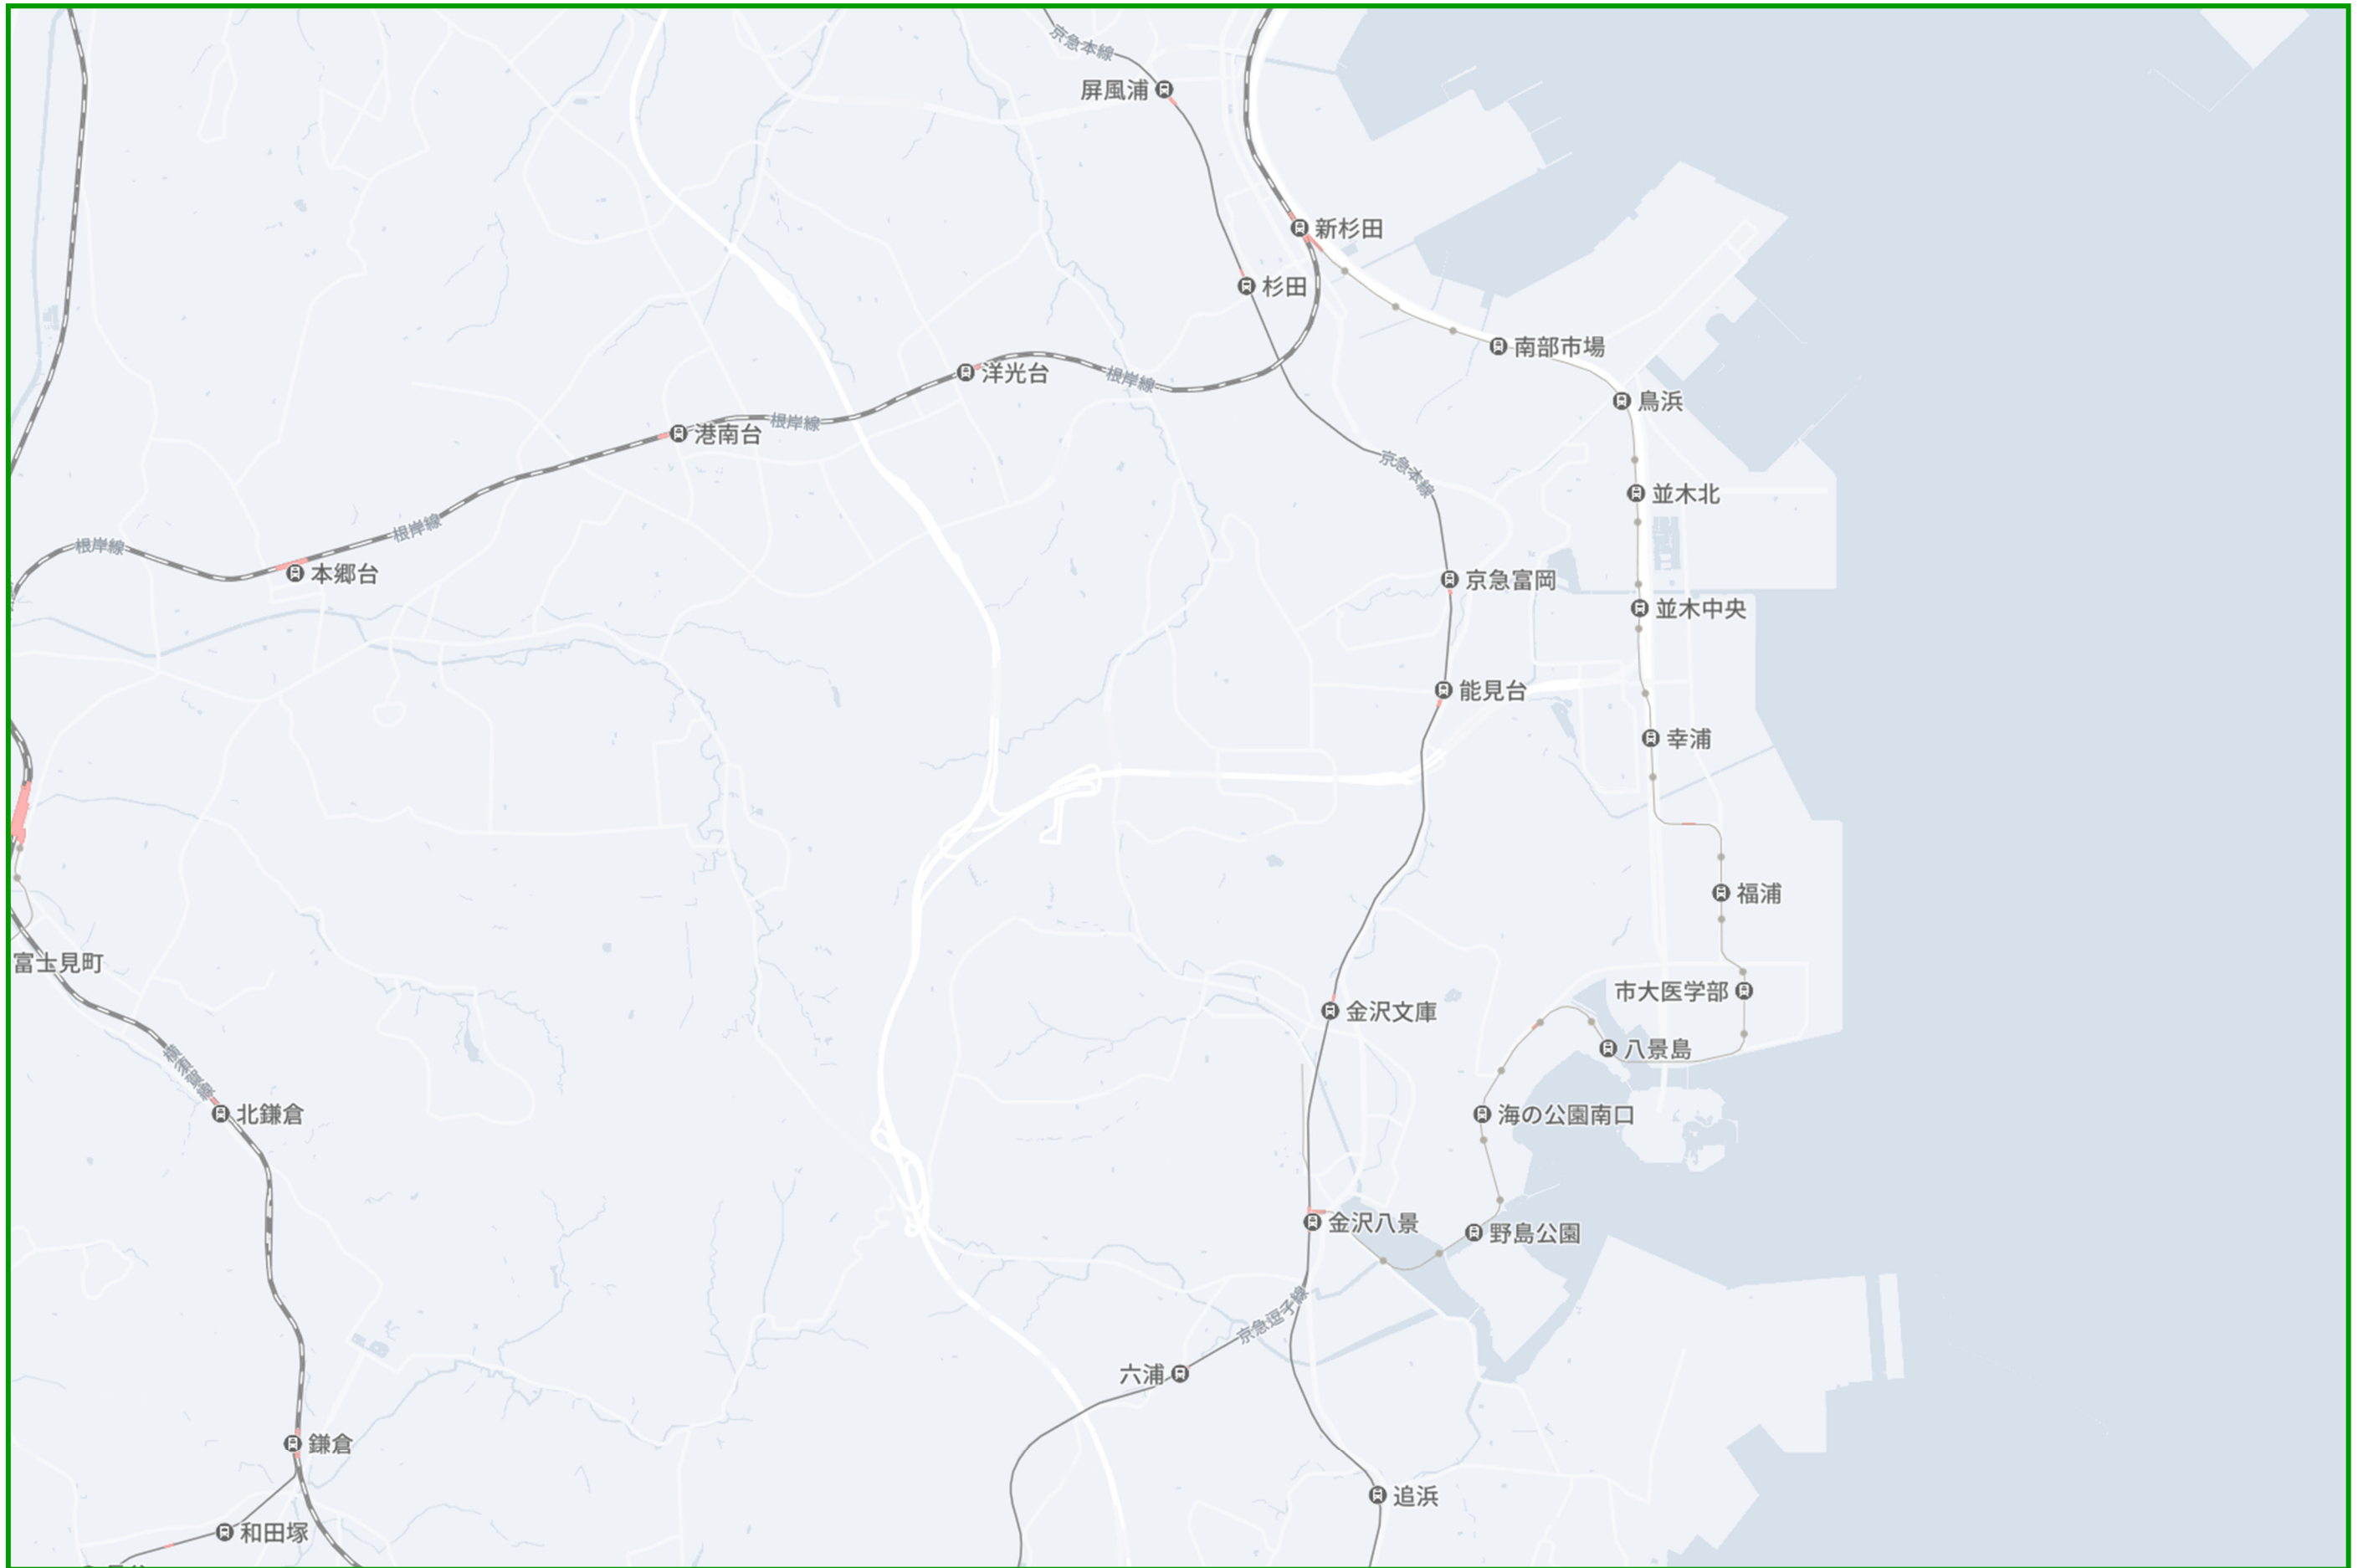 京急本線
屏風浦
新杉田
杉田
南部市場
洋光台
根岸線
鳥浜
根岸線
港南台
京急本線
並木北
根岸線
根岸線
本郷台
京急富岡
並木中央
能見台
幸浦
福浦
富士見町
市大医学部
金沢文庫
八景島
横須賀線
北鎌倉
海の公園南口
金沢八景
野島公園
京急逗子線
六浦
鎌倉
追浜
和田塚